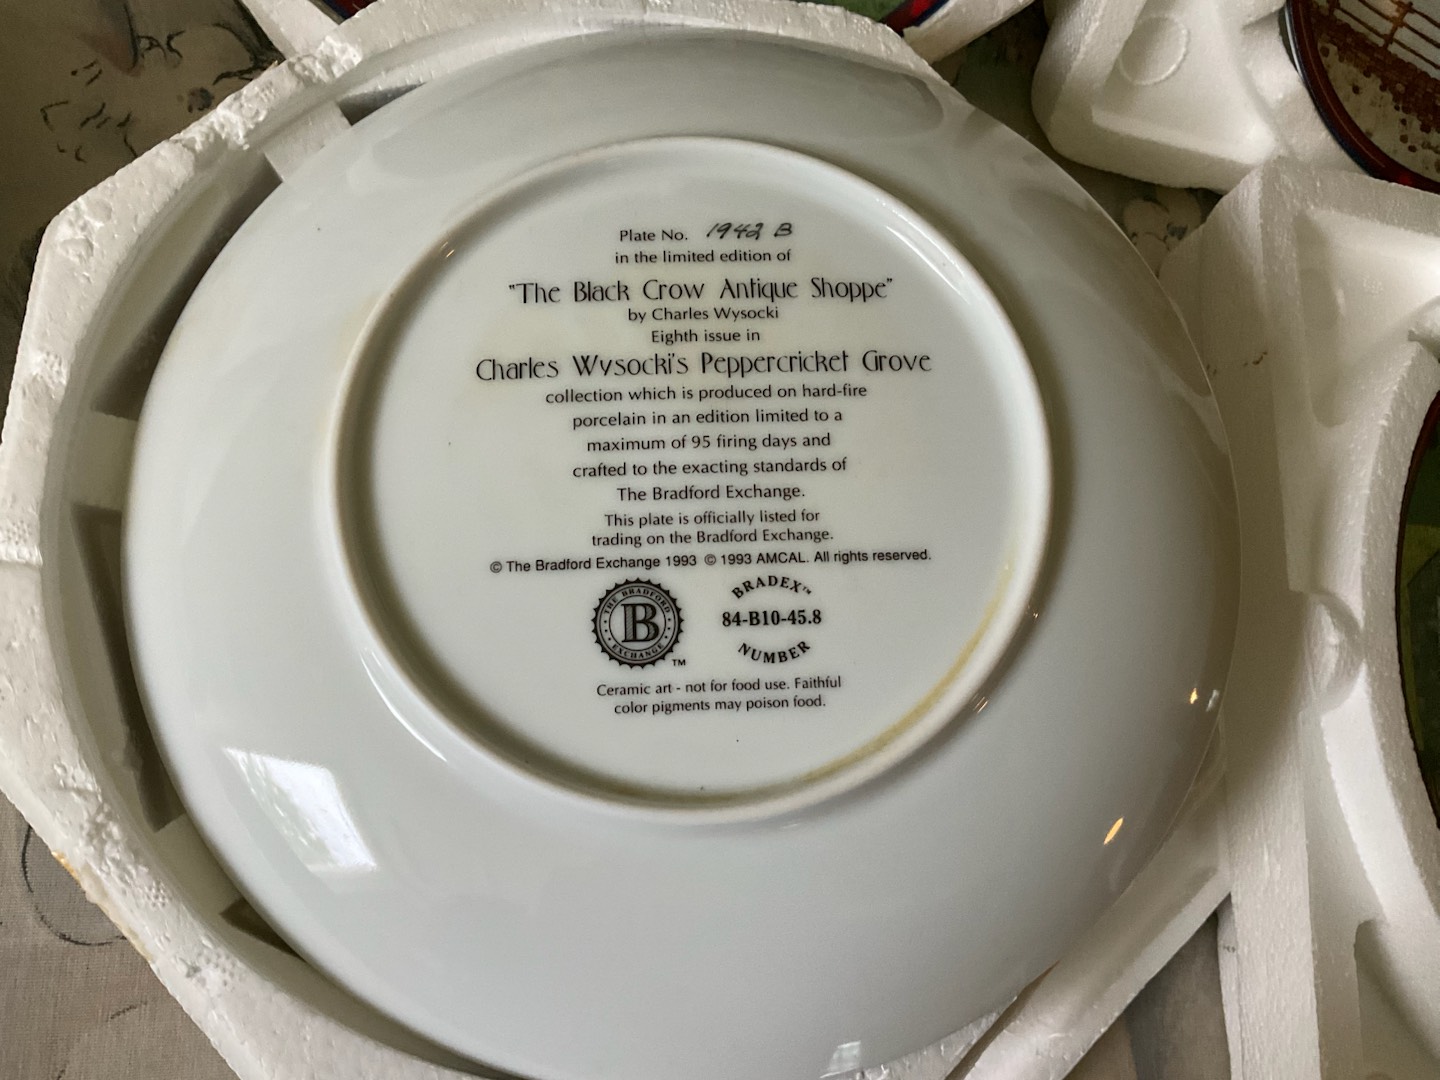 Plate No. 1942 B
in the limited edition of
"The Black Crow Antique Shoppe"
by Charles Wysocki
Eighth issue in
Charles Wysocki's Peppercricket Grove
collection which is produced on hard-fire
porcelain in an edition limited to a
maximum of 95 firing days and
crafted to the exacting standards of
The Bradford Exchange.
This plate is officially listed for
trading on the Bradford Exchange.
© The Bradford Exchange 1993 © 1993 AMCAL. All rights reserved.
THE BRADFORD
B
EXCHANGE
TM
BRADEX™
84-B10-45.8
NUMBER
Ceramic art - not for food use. Faithful
color pigments may poison food.